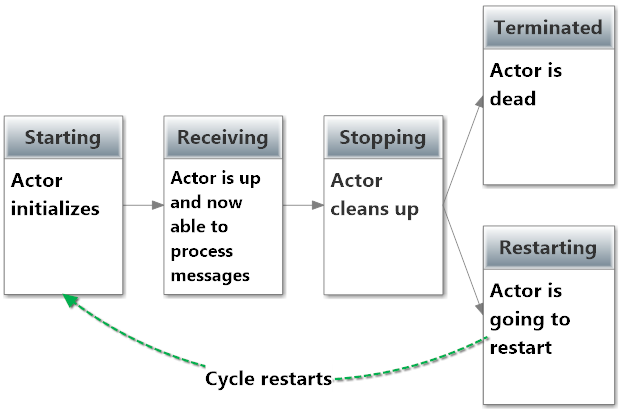 Starting
Actor
initializes
Receiving
Actor is up
and now
able to
process
messages
Stopping
Actor
cleans up
Terminated
Actor is
dead
Restarting
Actor is
going to
restart
Cycle restarts